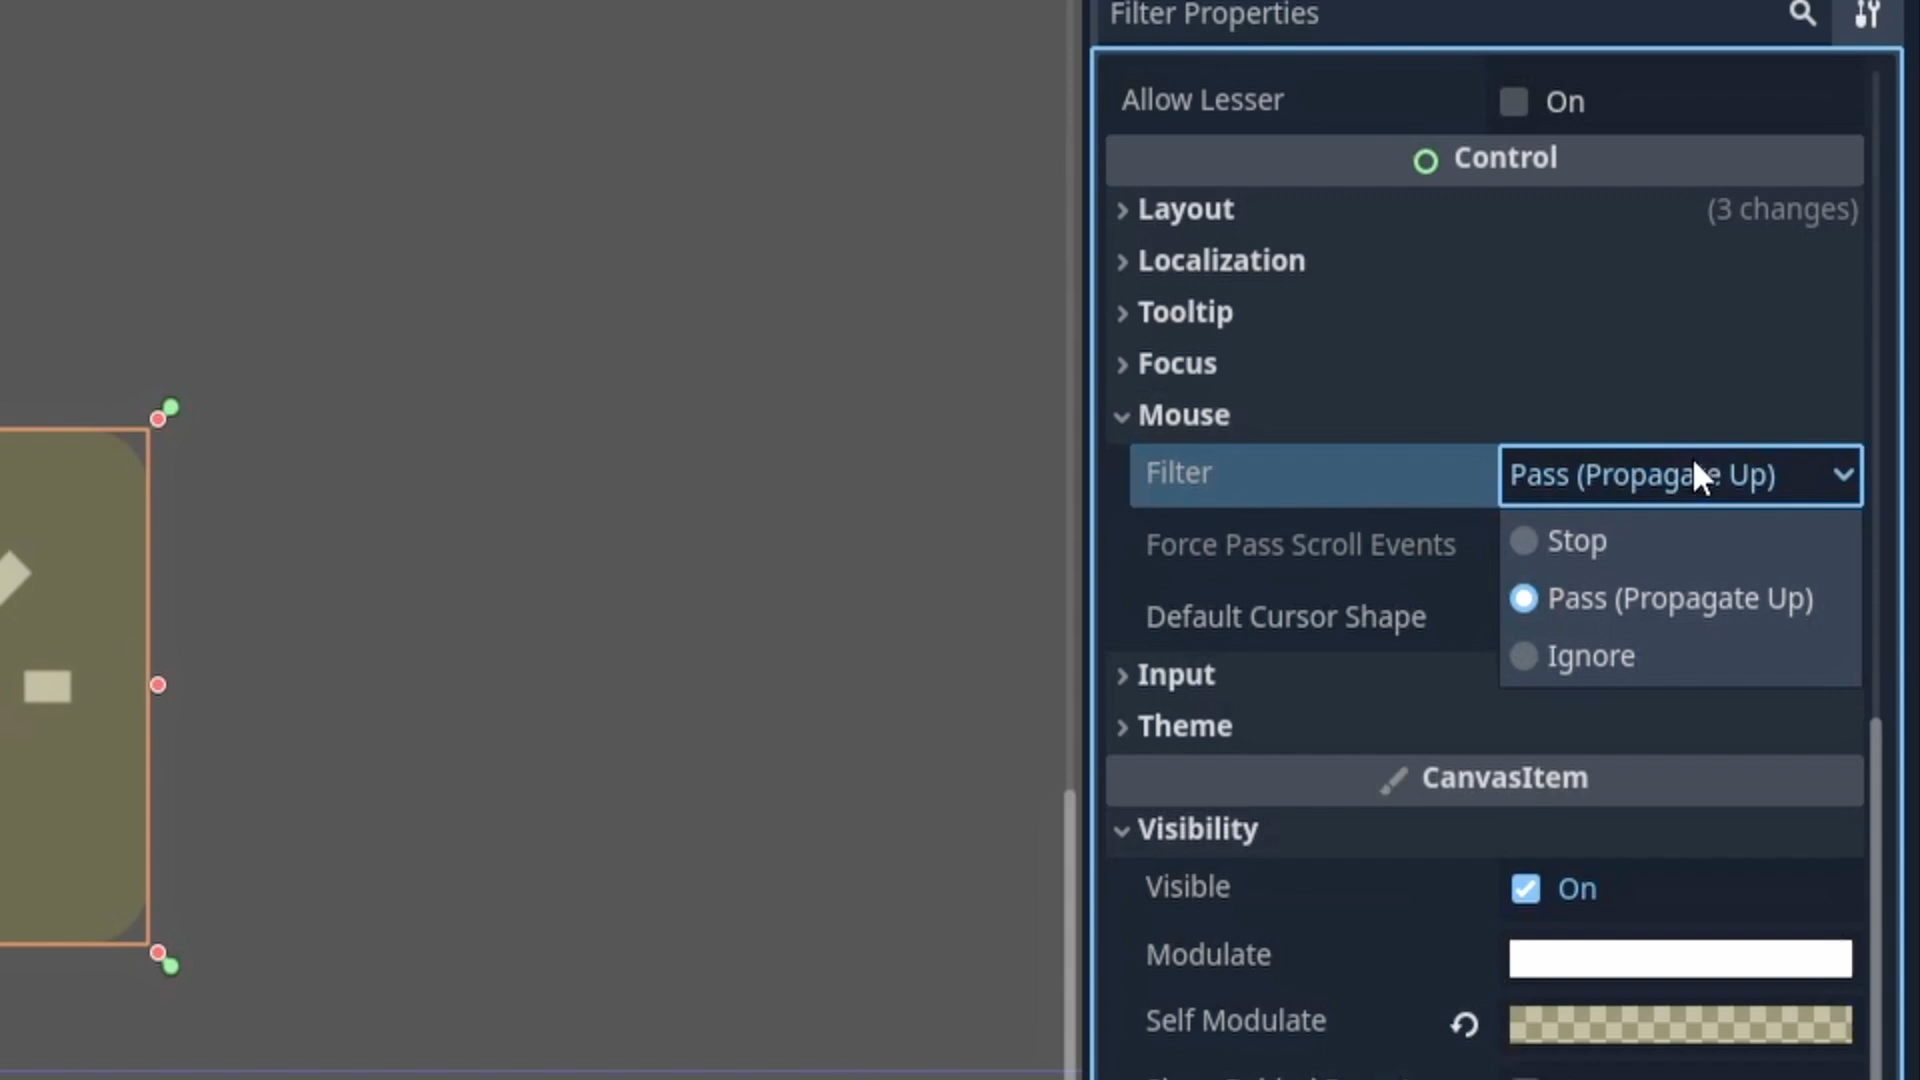 Filter Properties
Allow Lesser
On
Control
Layout
(3 changes)
Localization
Tooltip
Focus
Mouse
Filter
Pass (Propagate Up)
Stop
Force Pass Scroll Events
Pass (Propagate Up)
Default Cursor Shape
Ignore
Input
Theme
CanvasItem
Visibility
Visible
On
Modulate
Self Modulate